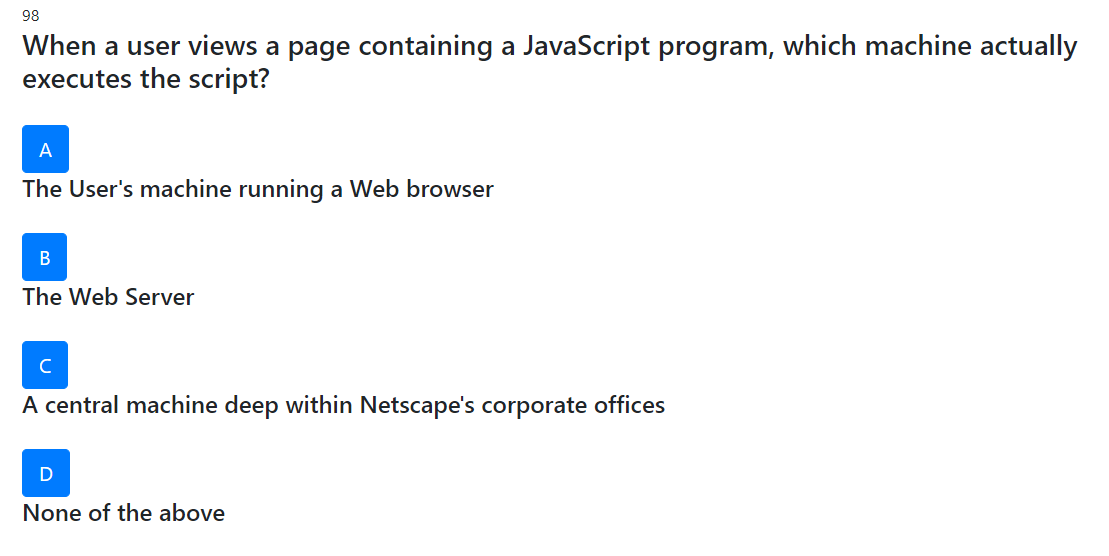 98
When a user views a page containing a JavaScript program, which machine actually
executes the script?
A
The User's machine running a Web browser
B
The Web Server
C
A central machine deep within Netscape's corporate offices
D
None of the above